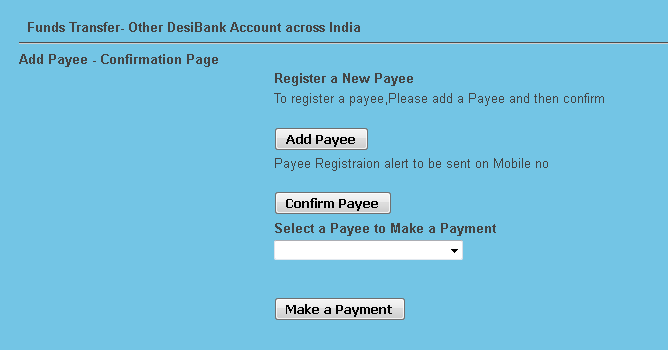 Funds Transfer- Other DesiBank Account across India
Add Payee - Confirmation Page
Register a New Payee
To register a payee,Please add a Payee and then confirm
Add Payee
Payee Registraion alert to be sent on Mobile no
Confirm Payee
Select a Payee to Make a Payment
Make a Payment